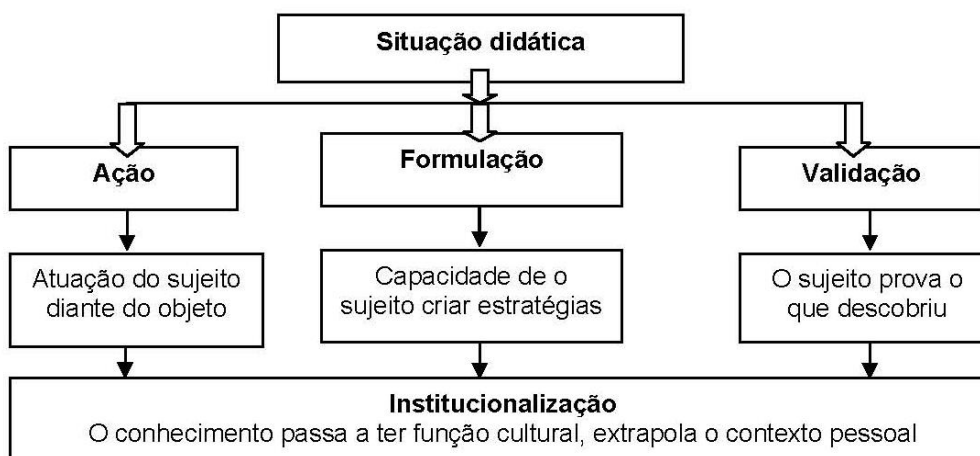 Situação didática
Ação
Formulação
Validação
Atuação do sujeito
diante do objeto
Capacidade de o
sujeito criar estratégias
O sujeito prova o
que descobriu
Institucionalização
O conhecimento passa a ter função cultural, extrapola o contexto pessoal